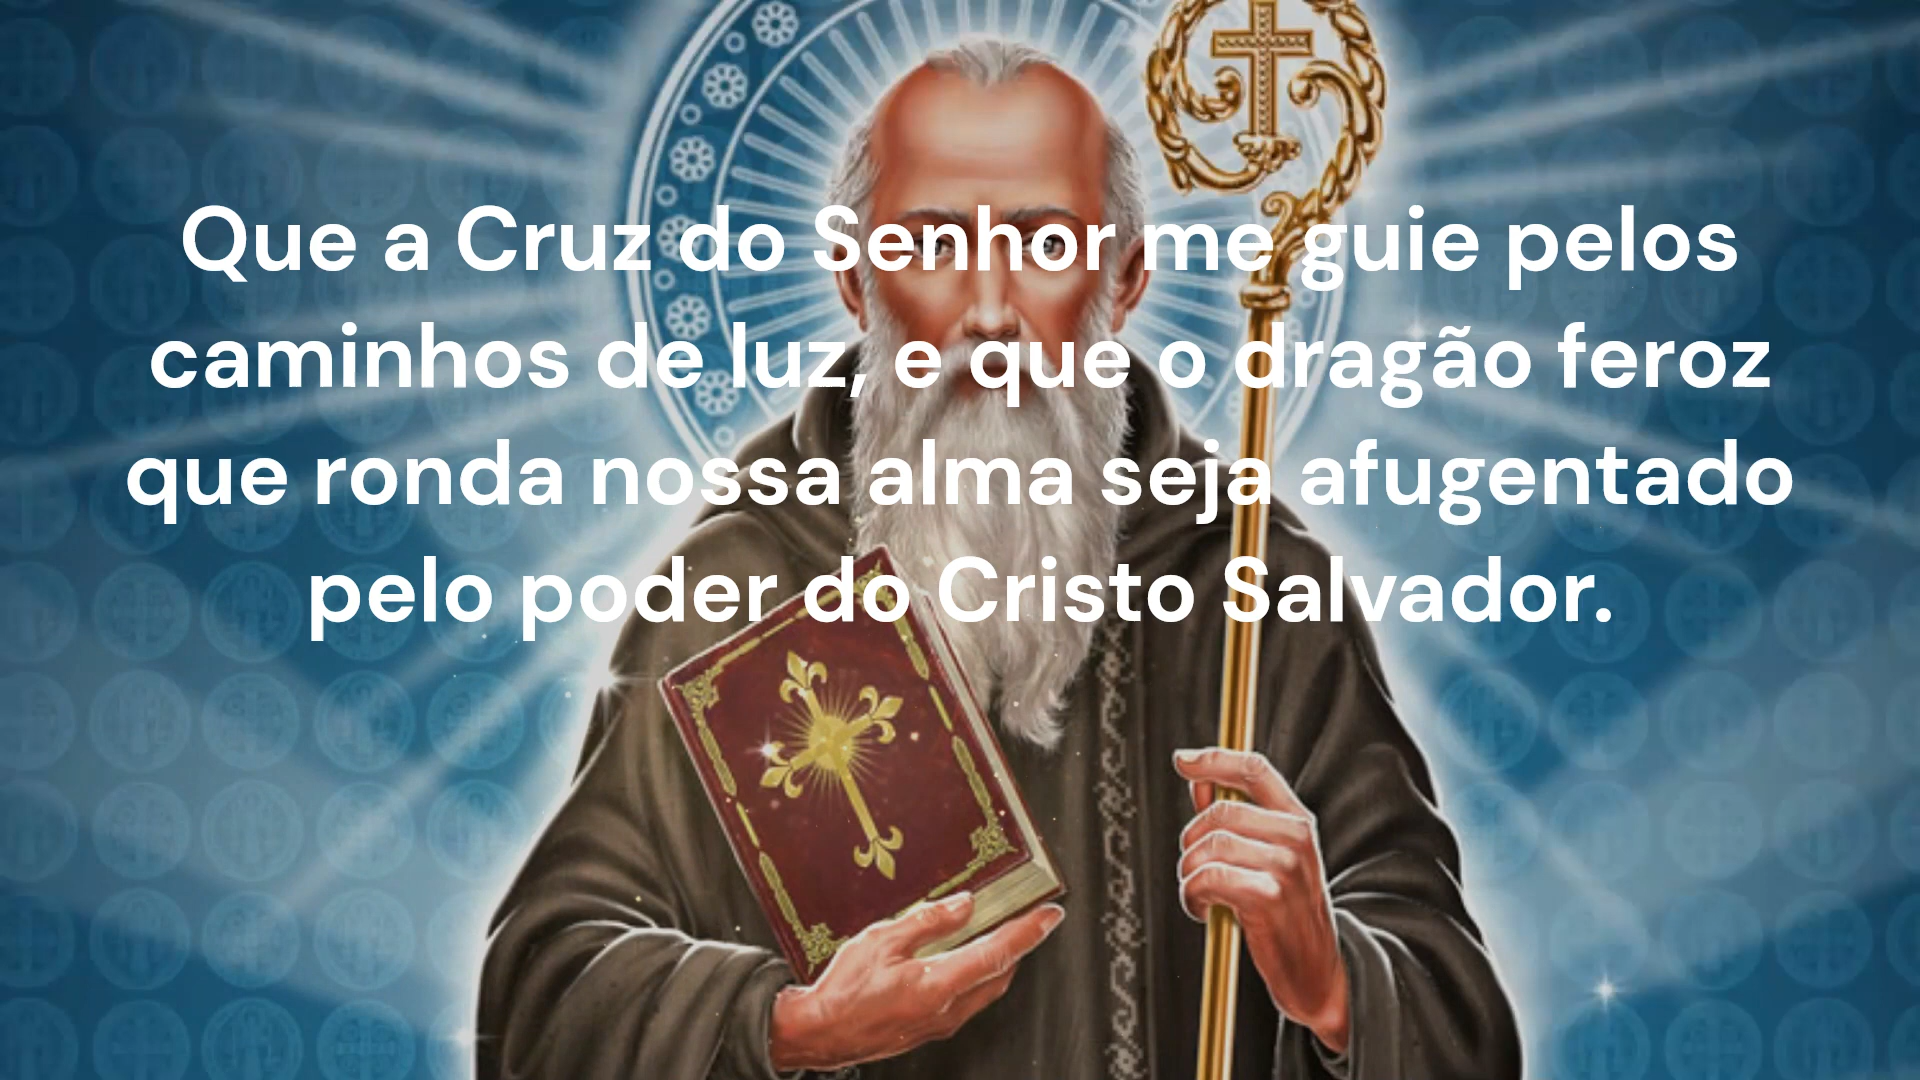 Que a Cruz do Senhor me guie pelos
caminhos de luz, e que o dragão feroz
que ronda nossa alma seja afugentado
pelo poder do Cristo Salvador.